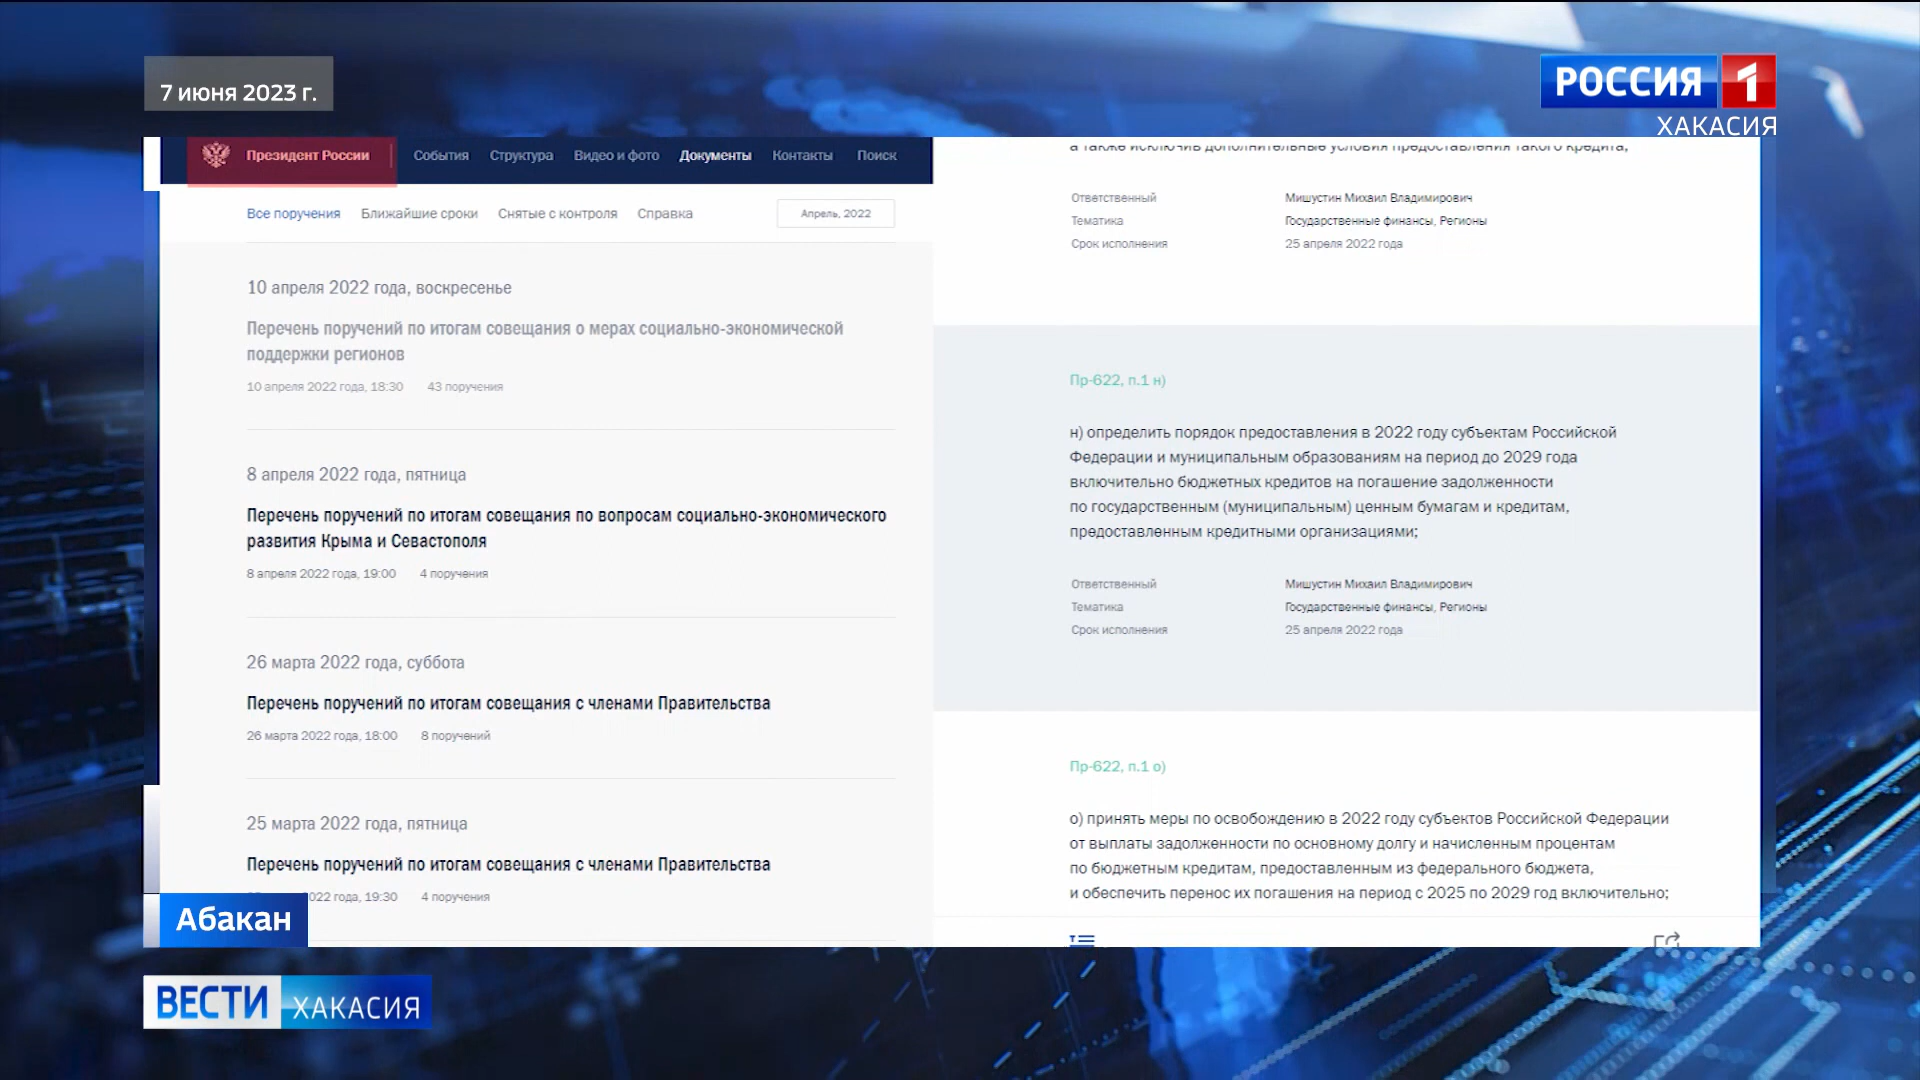 7 июня 2023 г.
РОССИЯ 1
ХАКАСИЯ
Президент России
События Структура Видео и фото Документы Контакты Поиск
Все поручения Ближайшие сроки Снятые с контроля Справка Апрель, 2022
10 апреля 2022 года, воскресенье
Перечень поручений по итогам совещания о мерах социально-экономической
поддержки регионов
10 апреля 2022 года, 18:30 43 поручения
8 апреля 2022 года, пятница
Перечень поручений по итогам совещания по вопросам социально-экономического
развития Крыма и Севастополя
8 апреля 2022 года, 19:00 4 поручения
26 марта 2022 года, суббота
Перечень поручений по итогам совещания с членами Правительства
26 марта 2022 года, 18:00 8 поручений
25 марта 2022 года, пятница
Перечень поручений по итогам совещания с членами Правительства
022 года, 19:30 4 поручения
а также исключив дополнительные условия предоставления такого кредита;
Ответственный Мишустин Михаил Владимирович
Тематика Государственные финансы, Регионы
Срок исполнения 25 апреля 2022 года
Пр-622, п.1 н)
н) определить порядок предоставления в 2022 году субъектам Российской
Федерации и муниципальным образованиям на период до 2029 года
включительно бюджетных кредитов на погашение задолженности
по государственным (муниципальным) ценным бумагам и кредитам,
предоставленным кредитными организациями;
Ответственный Мишустин Михаил Владимирович
Тематика Государственные финансы, Регионы
Срок исполнения 25 апреля 2022 года
Пр-622, п.1 о)
о) принять меры по освобождению в 2022 году субъектов Российской Федерации
от выплаты задолженности по основному долгу и начисленным процентам
по бюджетным кредитам, предоставленным из федерального бюджета,
и обеспечить перенос их погашения на период с 2025 по 2029 год включительно;
Абакан
ВЕСТИ ХАКАСИЯ